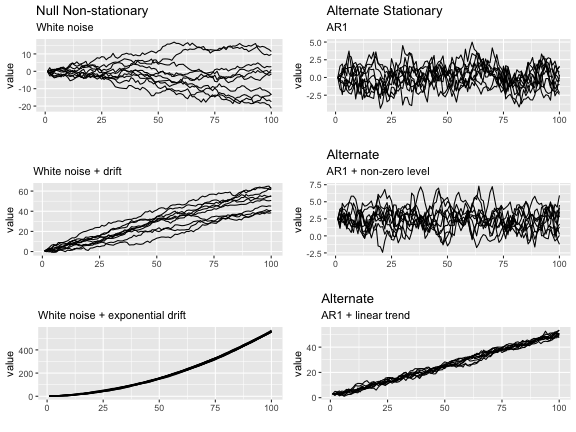 Null Non-stationary
White noise
value
10
0
-10
-20
0 25 50 75 100
Alternate Stationary
AR1
value
5.0
2.5
0.0
-2.5
0 25 50 75 100
White noise + drift
value
60
40
20
0
0 25 50 75 100
Alternate
AR1 + non-zero level
value
7.5
5.0
2.5
0.0
-2.5
0 25 50 75 100
White noise + exponential drift
value
400
200
0
0 25 50 75 100
Alternate
AR1 + linear trend
value
40
20
0
0 25 50 75 100